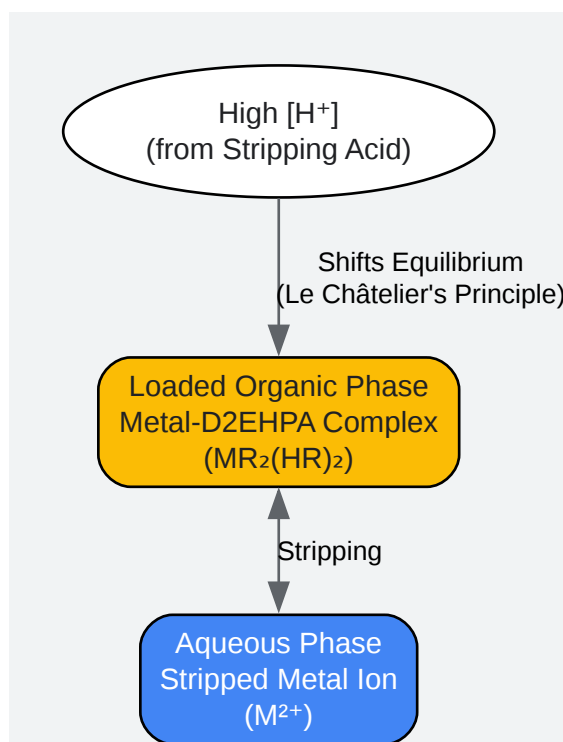 High [H⁺]
(from Stripping Acid)
Shifts Equilibrium
(Le Châtelier's Principle)
Loaded Organic Phase
Metal-D2EHPA Complex
(MR₂(HR)₂)
Stripping
Aqueous Phase
Stripped Metal Ion
(M²⁺)